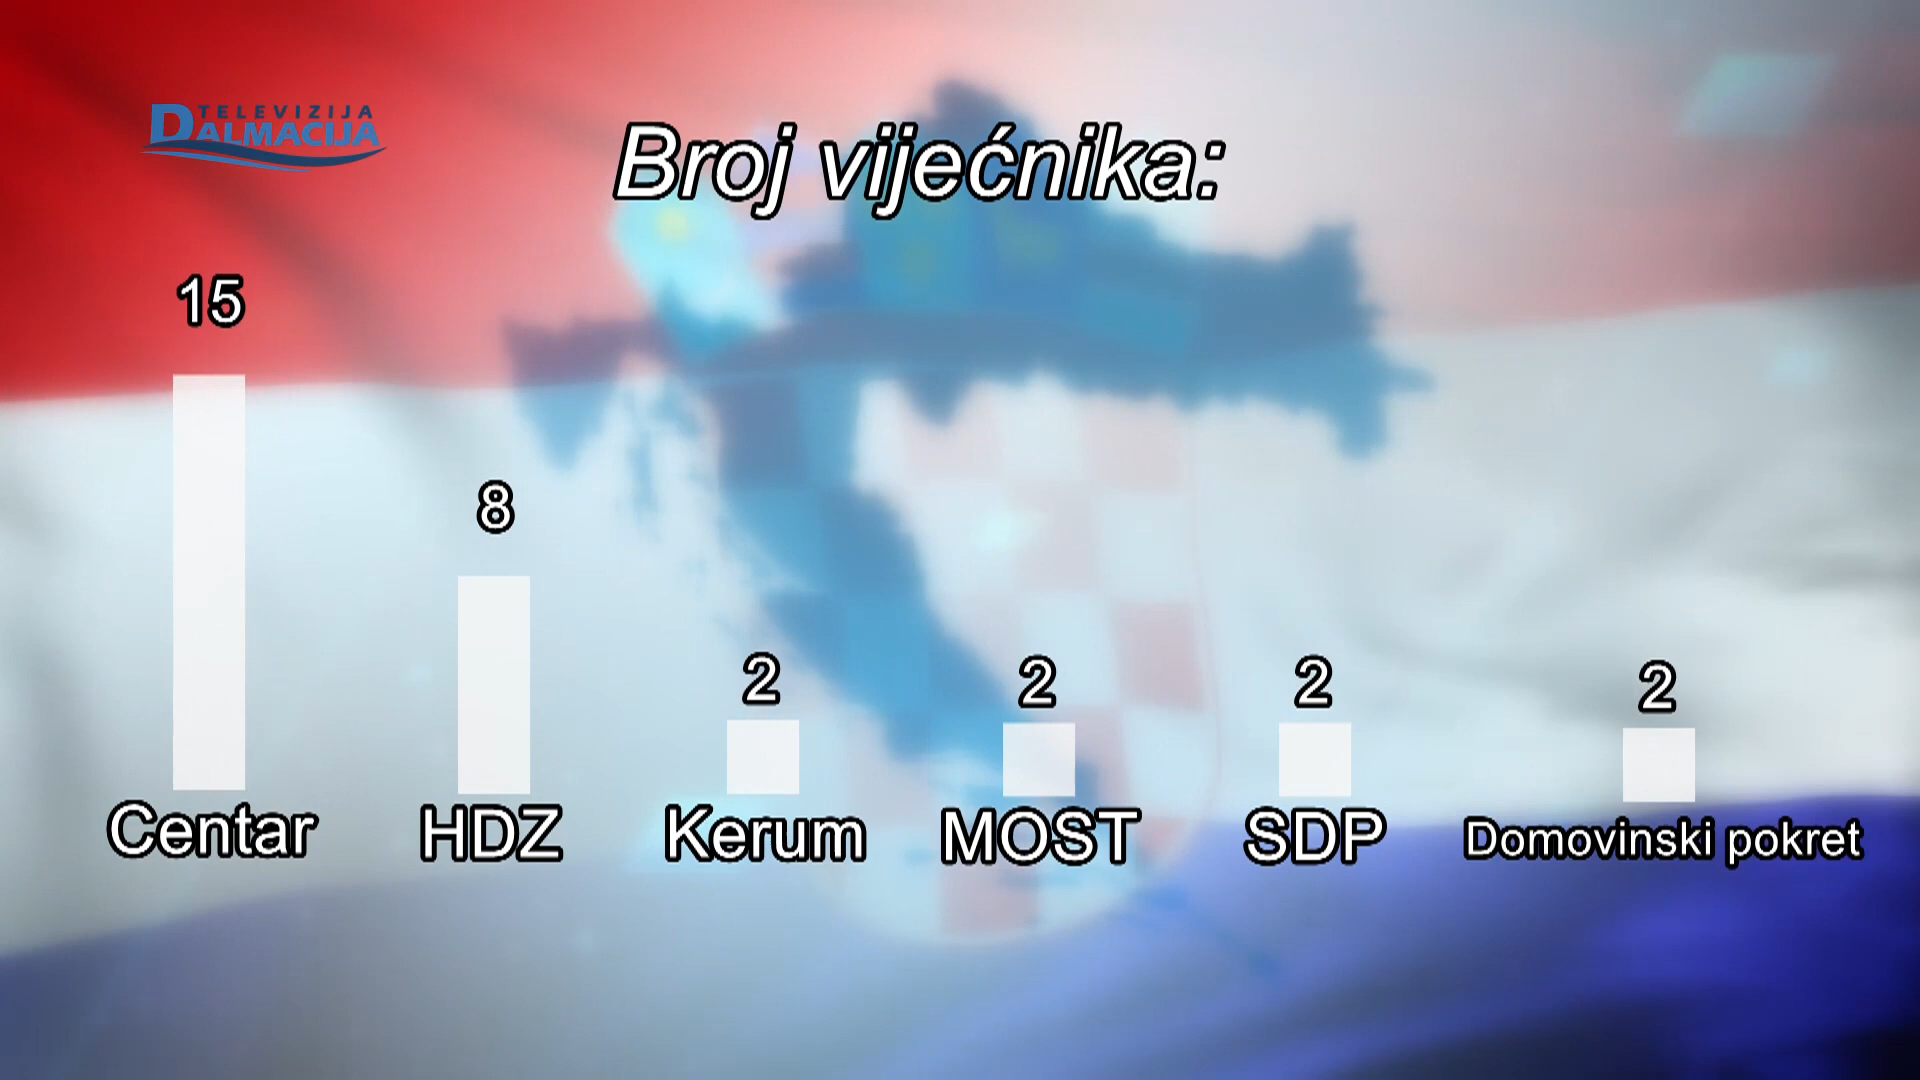 TELEVIZIJA
DALMACIJA
Broj vijećnika:
15
8
2
2
2
2
Centar
HDZ
Kerum
MOST
SDP
Domovinski pokret